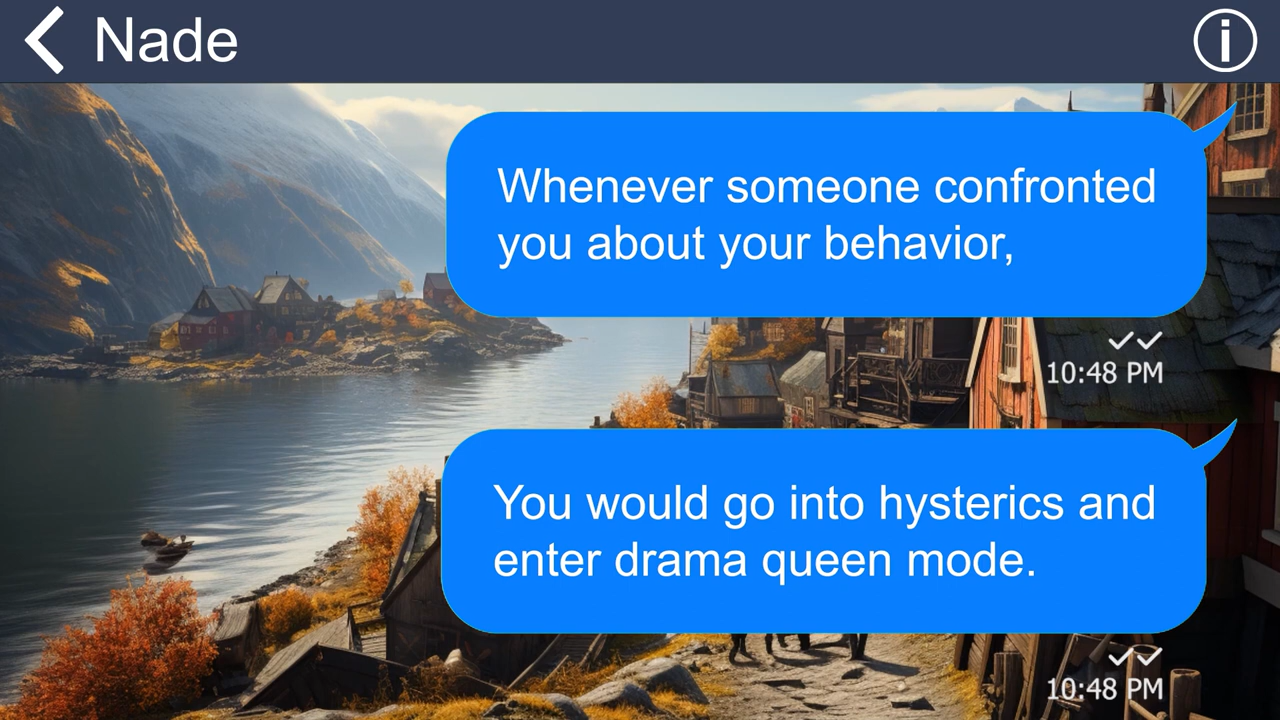 Nade
Whenever someone confronted
you about your behavior,
10:48 PM
You would go into hysterics and
enter drama queen mode.
10:48 PM